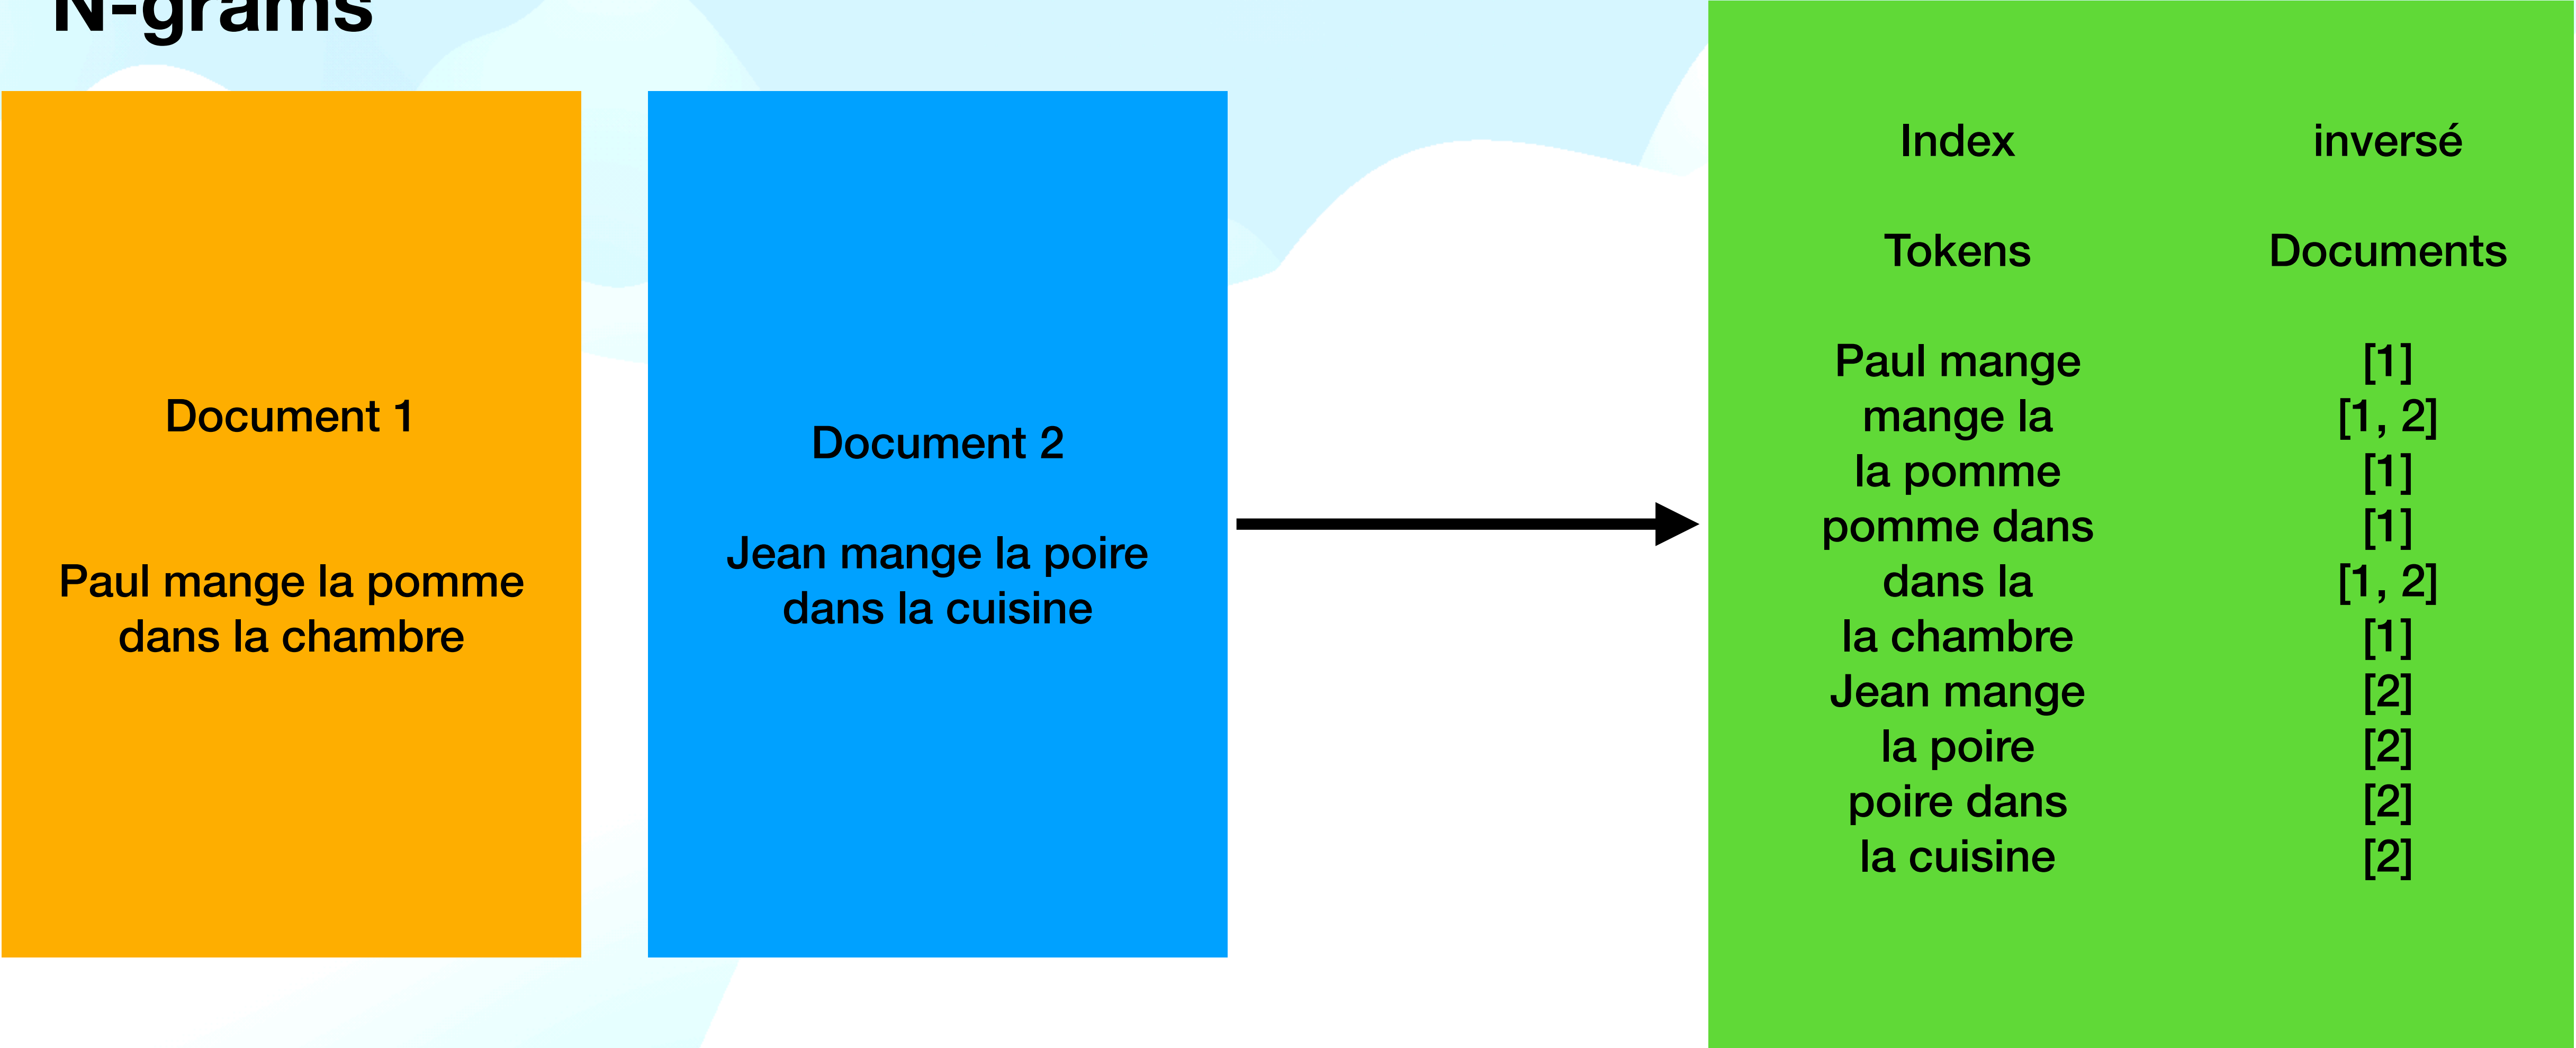 N-grams
Document 1
Paul mange la pomme
dans la chambre
Document 2
Jean mange la poire
dans la cuisine
Index inversé
Tokens Documents
Paul mange [1]
mange la [1, 2]
la pomme [1]
pomme dans [1]
dans la [1, 2]
la chambre [1]
Jean mange [2]
la poire [2]
poire dans [2]
la cuisine [2]